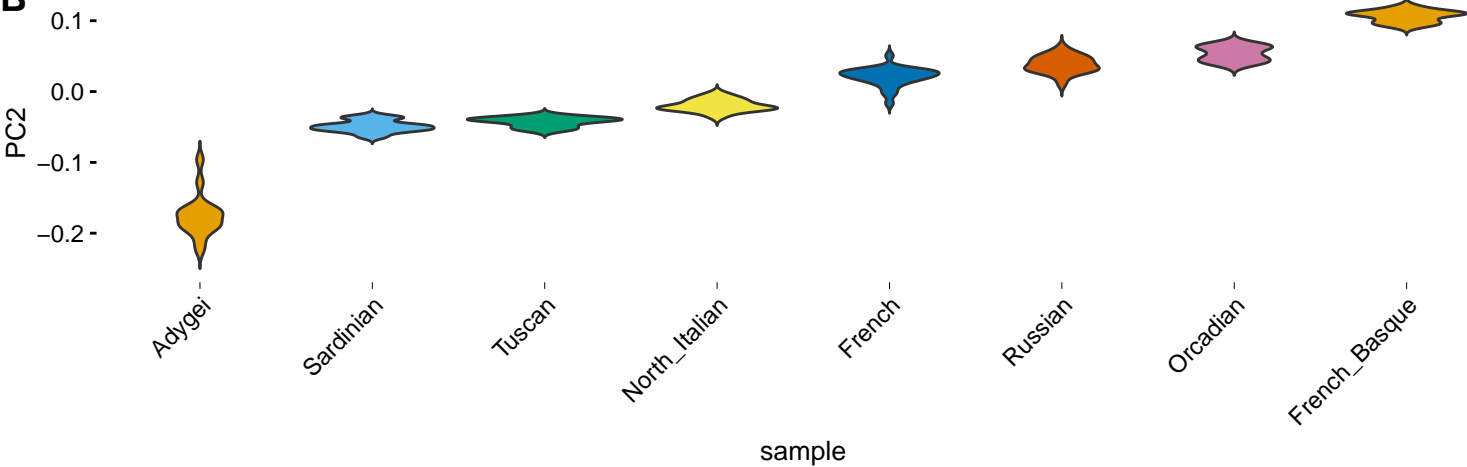 B
0.1
0.0
−0.1
−0.2
PC2
Adygei
Sardinian
Tuscan
North_Italian
French
Russian
Orcadian
French_Basque
sample